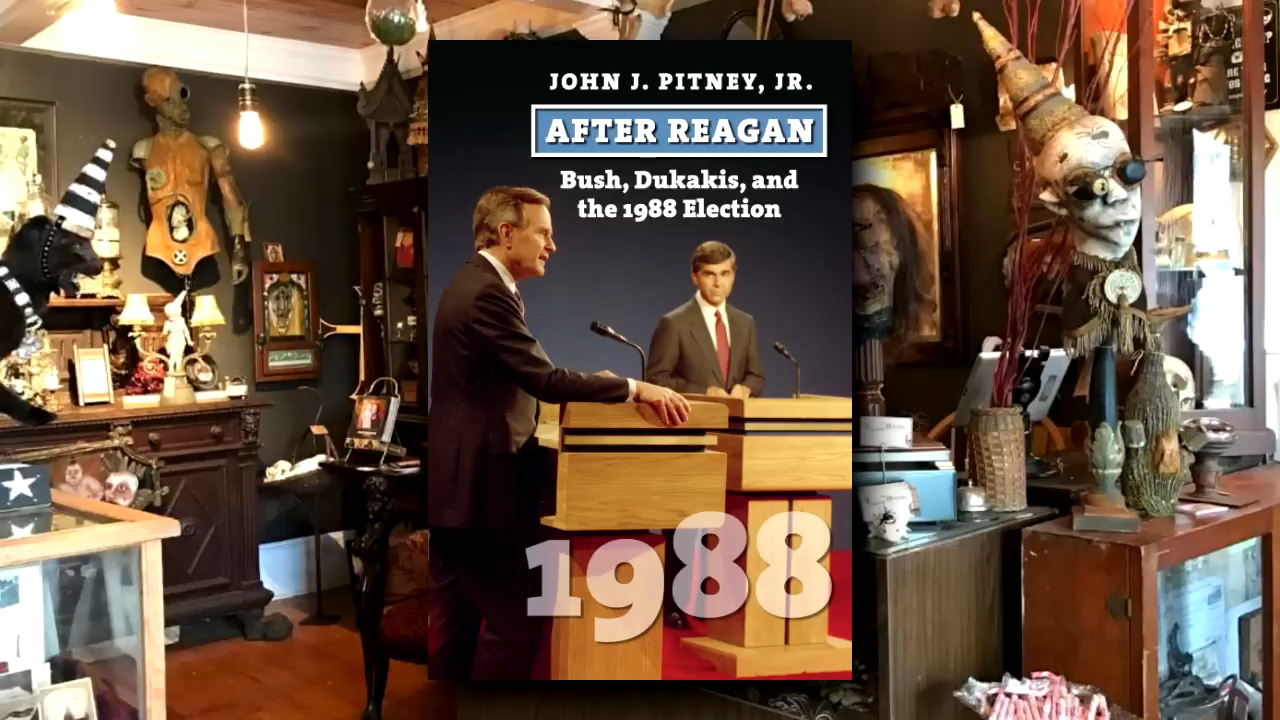 JOHN J. PITNEY, JR.
AFTER REAGAN
Bush, Dukakis, and
the 1988 Election
1988